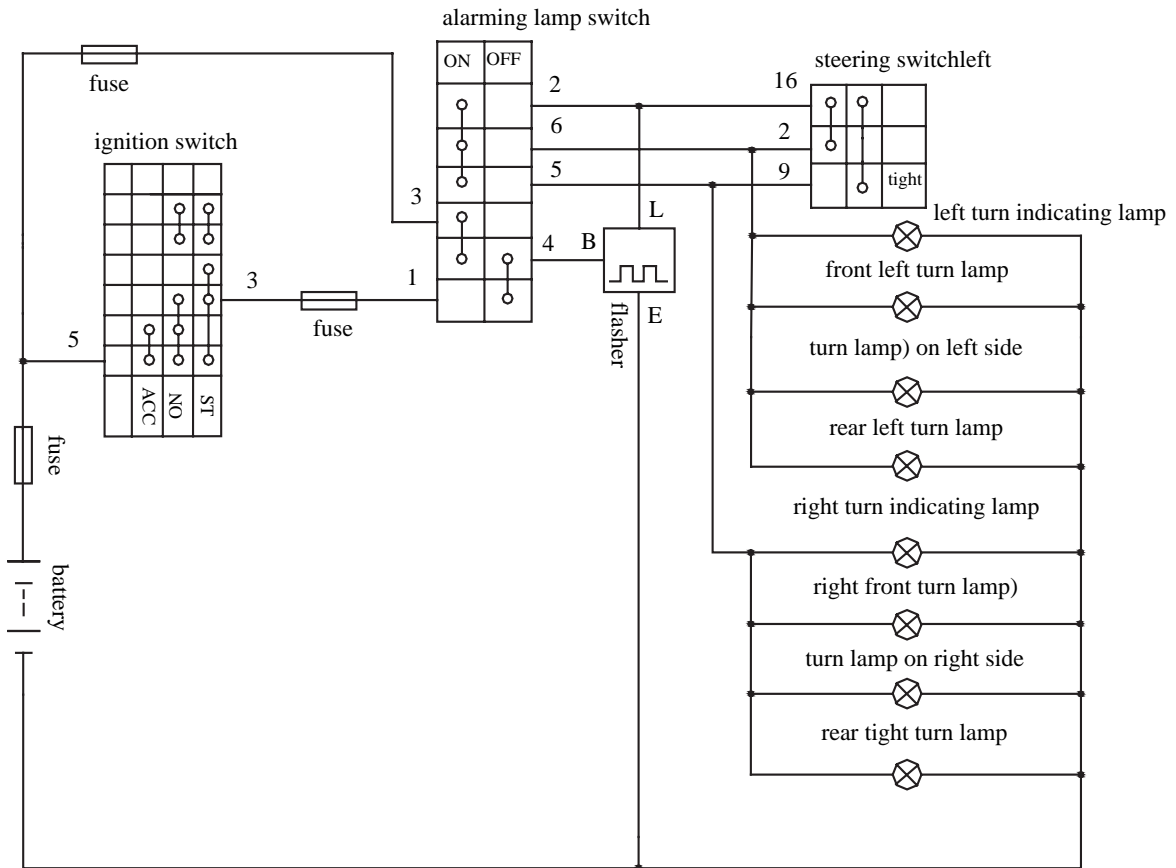 alarming lamp switch
fuse
ON OFF
steering switchleft
2
16
6
2
5
9
tight
ignition switch
3
L
left turn indicating lamp
4
B
front left turn lamp
3
1
fuse
flasher
E
5
turn lamp) on left side
ACC
NO
ST
fuse
rear left turn lamp
right turn indicating lamp
battery
right front turn lamp)
turn lamp on right side
rear tight turn lamp